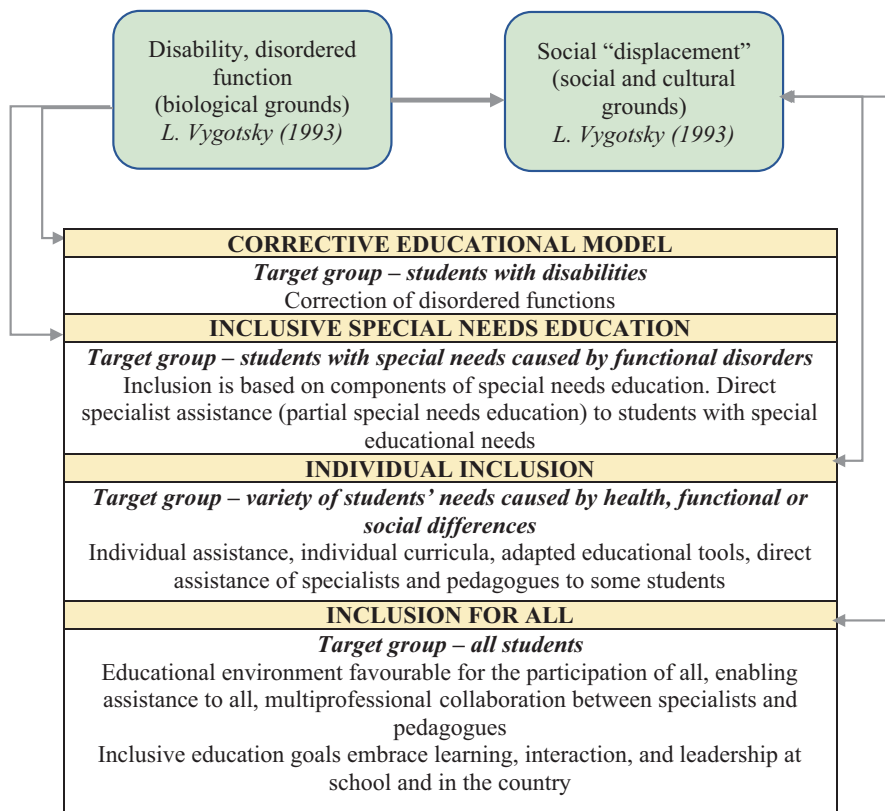 Disability, disordered
function
(biological grounds)
L. Vygotsky (1993)
Social “displacement”
(social and cultural
grounds)
L. Vygotsky (1993)
CORRECTIVE EDUCATIONAL MODEL
Target group – students with disabilities
Correction of disordered functions
INCLUSIVE SPECIAL NEEDS EDUCATION
Target group – students with special needs caused by functional disorders
Inclusion is based on components of special needs education. Direct
specialist assistance (partial special needs education) to students with special
educational needs
INDIVIDUAL INCLUSION
Target group – variety of students’ needs caused by health, functional or
social differences
Individual assistance, individual curricula, adapted educational tools, direct
assistance of specialists and pedagogues to some students
INCLUSION FOR ALL
Target group – all students
Educational environment favourable for the participation of all, enabling
assistance to all, multiprofessional collaboration between specialists and
pedagogues
Inclusive education goals embrace learning, interaction, and leadership at
school and in the country